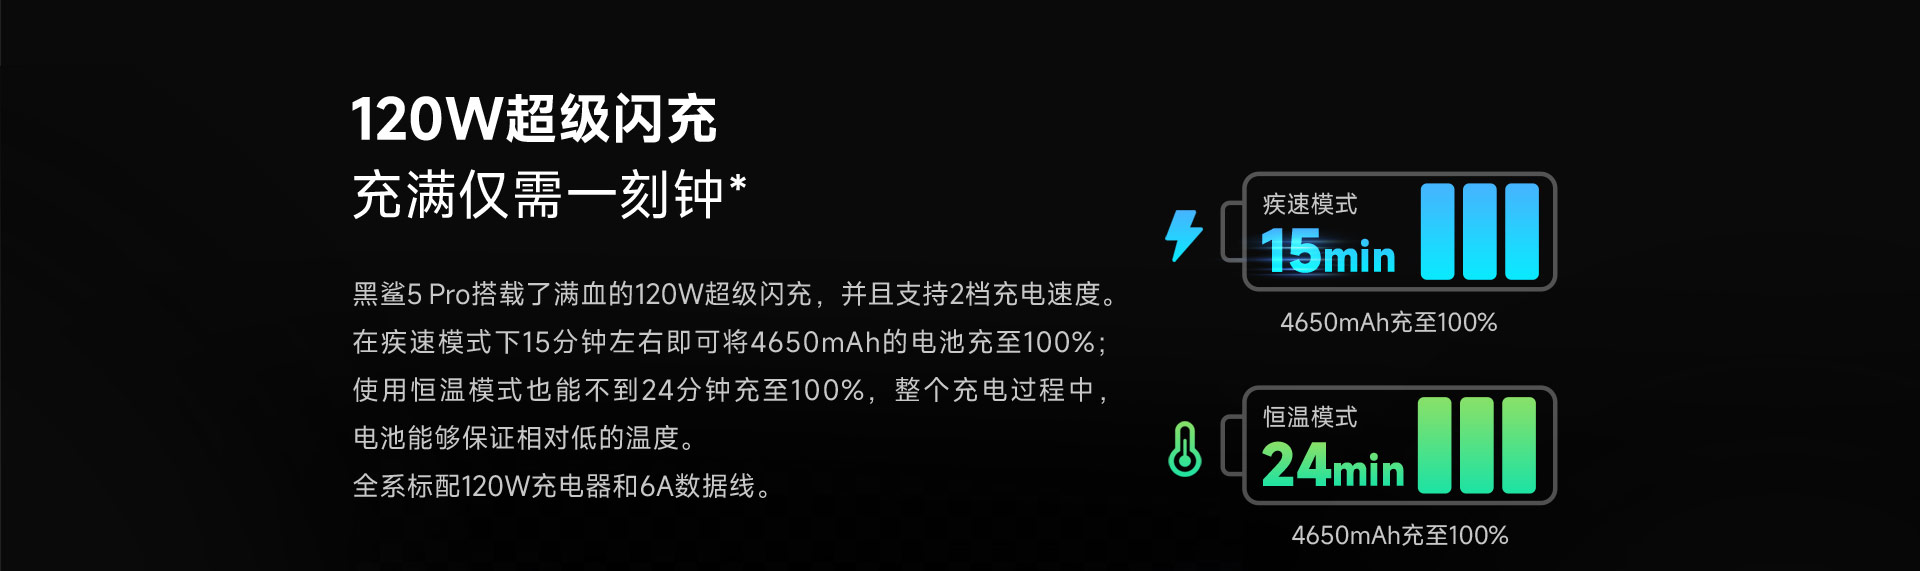 120W超级闪充
充满仅需一刻钟*
黑鲨5 Pro搭载了满血的120W超级闪充，并且支持2档充电速度。
在疾速模式下15分钟左右即可将4650mAh的电池充至100%；
使用恒温模式也能不到24分钟充至100%，整个充电过程中，
电池能够保证相对低的温度。
全系标配120W充电器和6A数据线。
疾速模式
15min
4650mAh充至100%
恒温模式
24min
4650mAh充至100%